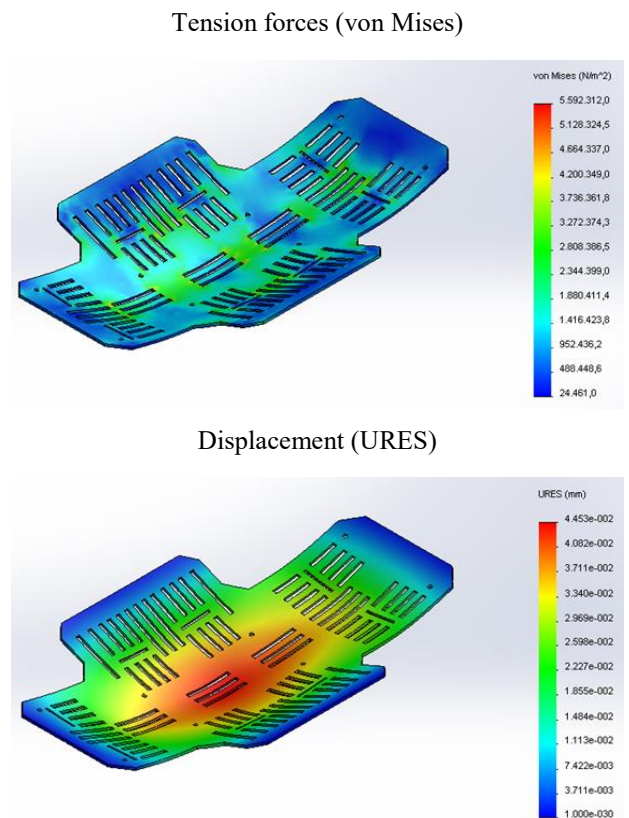 Tension forces (von Mises)
von Mises (N/m^2)
5.592.312,0
5.128.324,5
4.664.337,0
4.200.349,0
3.736.361,8
3.272.374,3
2.808.386,5
2.344.399,0
1.880.411,4
1.416.423,8
952.436,2
488.448,6
24.461,0
Displacement (URES)
URES (mm)
4.453e-002
4.082e-002
3.711e-002
3.340e-002
2.969e-002
2.598e-002
2.227e-002
1.855e-002
1.484e-002
1.113e-002
7.422e-003
3.711e-003
1.000e-030